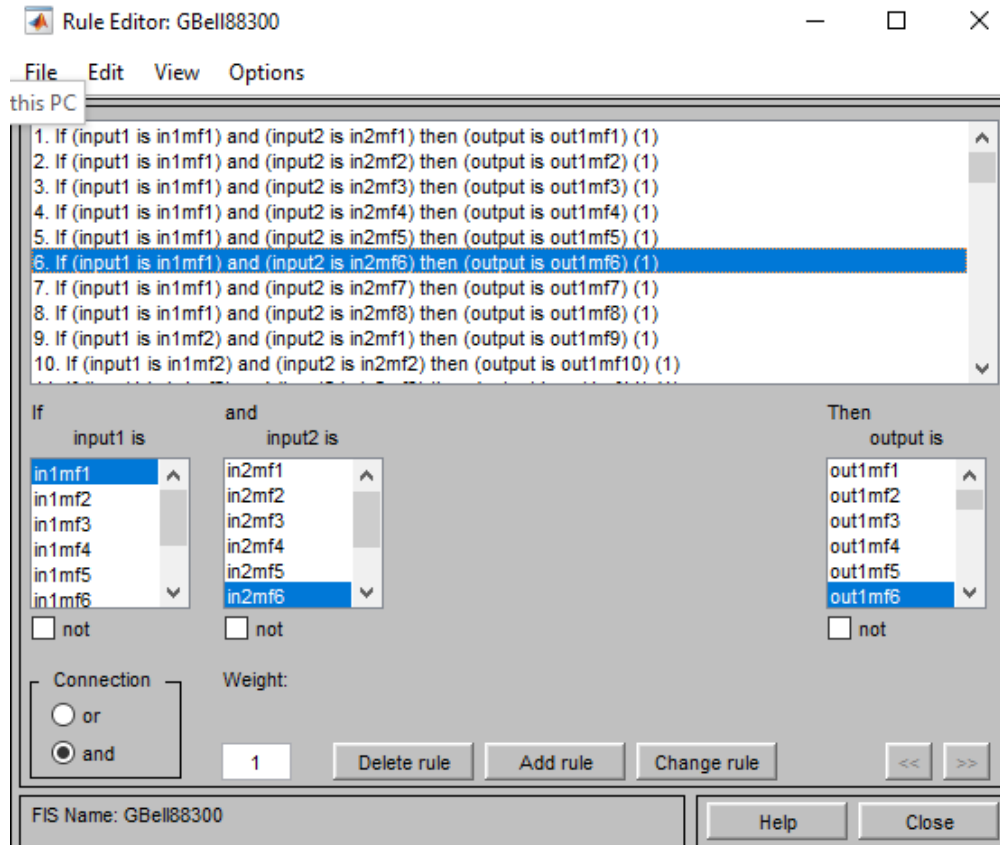 Rule Editor: GBell88300
File Edit View Options
this PC
1. If (input1 is in1mf1) and (input2 is in2mf1) then (output is out1mf1) (1)
2. If (input1 is in1mf1) and (input2 is in2mf2) then (output is out1mf2) (1)
3. If (input1 is in1mf1) and (input2 is in2mf3) then (output is out1mf3) (1)
4. If (input1 is in1mf1) and (input2 is in2mf4) then (output is out1mf4) (1)
5. If (input1 is in1mf1) and (input2 is in2mf5) then (output is out1mf5) (1)
6. If (input1 is in1mf1) and (input2 is in2mf6) then (output is out1mf6) (1)
7. If (input1 is in1mf1) and (input2 is in2mf7) then (output is out1mf7) (1)
8. If (input1 is in1mf1) and (input2 is in2mf8) then (output is out1mf8) (1)
9. If (input1 is in1mf2) and (input2 is in2mf1) then (output is out1mf9) (1)
10. If (input1 is in1mf2) and (input2 is in2mf2) then (output is out1mf10) (1)
If and Then
input1 is input2 is output is
in1mf1 in2mf1 out1mf1
in1mf2 in2mf2 out1mf2
in1mf3 in2mf3 out1mf3
in1mf4 in2mf4 out1mf4
in1mf5 in2mf5 out1mf5
in1mf6 in2mf6 out1mf6
not not not
Connection Weight:
or
and 1 Delete rule Add rule Change rule << >>
FIS Name: GBell88300 Help Close